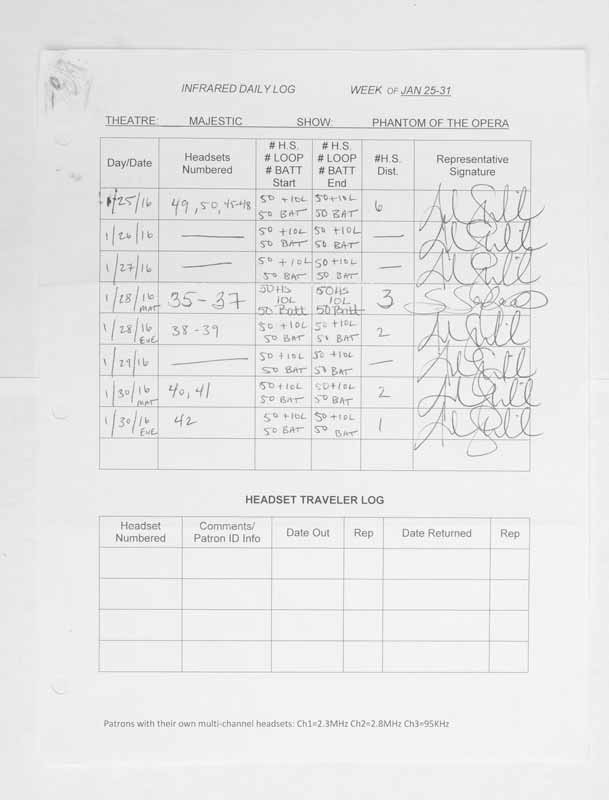 INFRARED DAILY LOG WEEK OF JAN 25-31
THEATRE: MAJESTIC SHOW: PHANTOM OF THE OPERA
Day/Date
Headsets
Numbered
# H.S.
# LOOP
# BATT
Start
# H.S.
# LOOP
# BATT
End
#H.S.
Dist.
Representative
Signature
1/25/16 49, 50, 45-48 50 +10L 50+10L 6
50 BAT 50 BAT
1/26/16 — 50 +10L 50 +10L —
50 BAT 50 BAT
1/27/16 — 50 +10L 50+10L —
50 BAT 50 BAT
1/28/16 35-37 50HS 50HS 3
MAT 10L 10L
50 Batt 50 Batt
1/28/16 38-39 50 +10L 50 +10L 2
EVE 50 BAT 50 BAT
1/29/16 — 50 +10L 50 +10L —
50 BAT 50 BAT
1/30/16 40, 41 50+10L 50+10L 2
MAT 50 BAT 50 BAT
1/30/16 42 50 +10L 50+10L 1
EVE 50 BAT 50 BAT
HEADSET TRAVELER LOG
Headset
Numbered
Comments/
Patron ID Info
Date Out
Rep
Date Returned
Rep
Patrons with their own multi-channel headsets: Ch1=2.3MHz Ch2=2.8MHz Ch3=95KHz